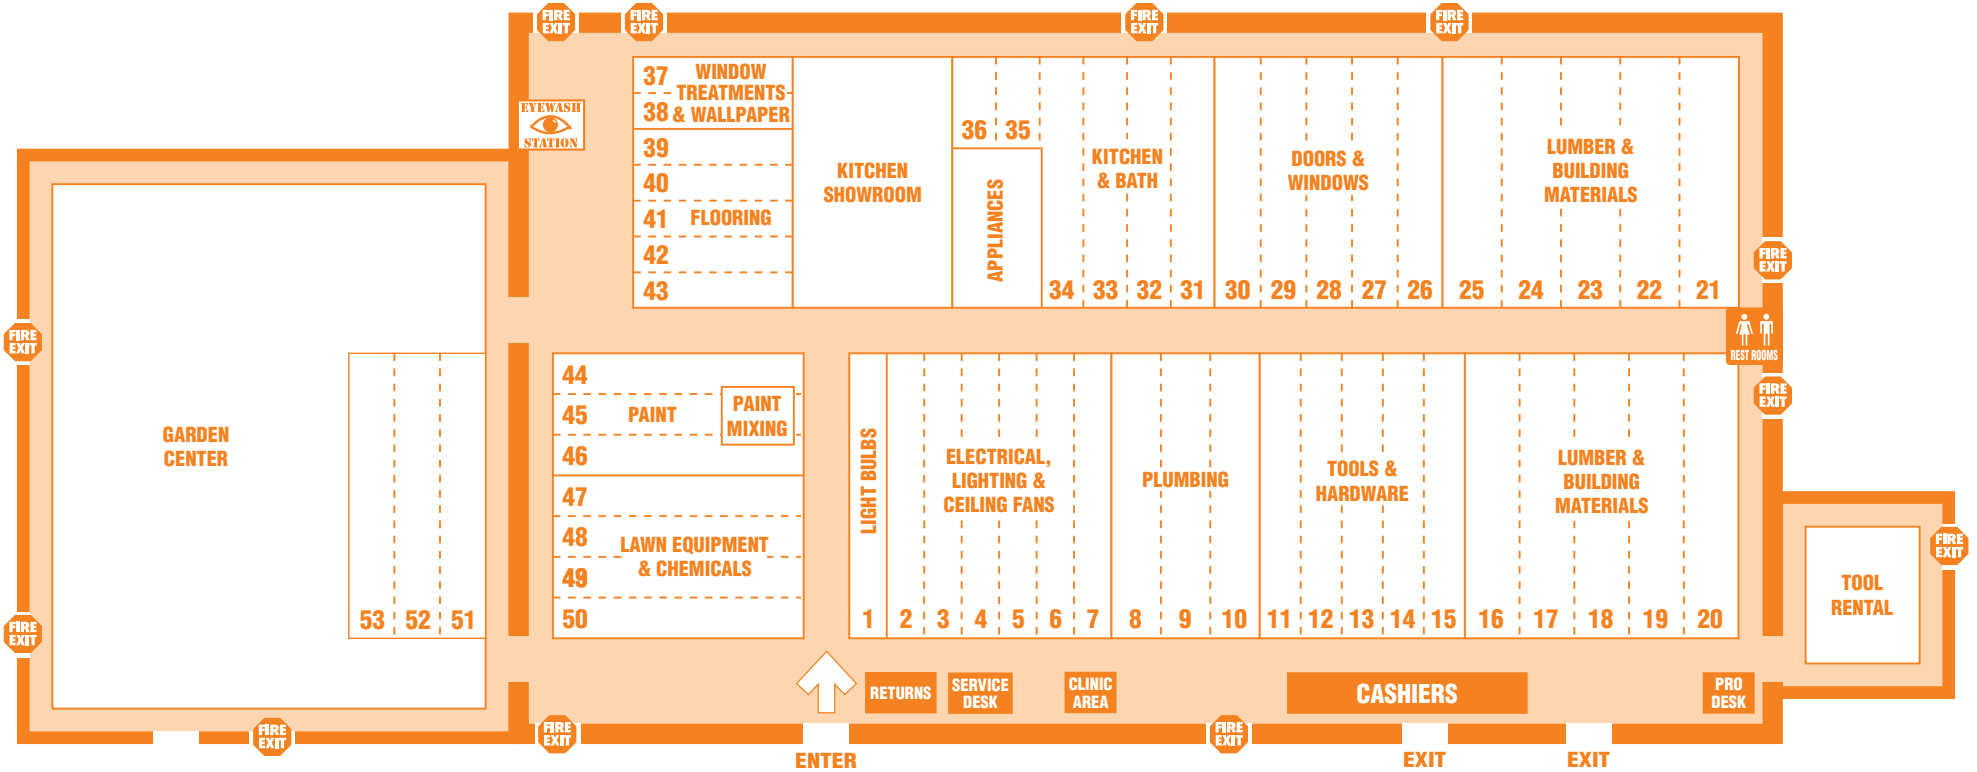 FIRE
EXIT
FIRE
EXIT
FIRE
EXIT
FIRE
EXIT
EYEWASH
STATION
37
38
WINDOW
TREATMENTS
& WALLPAPER
39
40
41
FLOORING
42
43
KITCHEN
SHOWROOM
36
35
APPLIANCES
KITCHEN
& BATH
34
33
32
31
DOORS &
WINDOWS
30
29
28
27
26
LUMBER &
BUILDING
MATERIALS
25
24
23
22
21
FIRE
EXIT
REST ROOMS
FIRE
EXIT
FIRE
EXIT
GARDEN
CENTER
53
52
51
FIRE
EXIT
FIRE
EXIT
44
45
PAINT
PAINT
MIXING
46
47
48
LAWN EQUIPMENT
& CHEMICALS
49
50
LIGHT BULBS
1
ELECTRICAL,
LIGHTING &
CEILING FANS
2
3
4
5
6
7
PLUMBING
8
9
10
TOOLS &
HARDWARE
11
12
13
14
15
LUMBER &
BUILDING
MATERIALS
16
17
18
19
20
TOOL
RENTAL
FIRE
EXIT
RETURNS
SERVICE
DESK
CLINIC
AREA
CASHIERS
PRO
DESK
FIRE
EXIT
FIRE
EXIT
ENTER
EXIT
EXIT